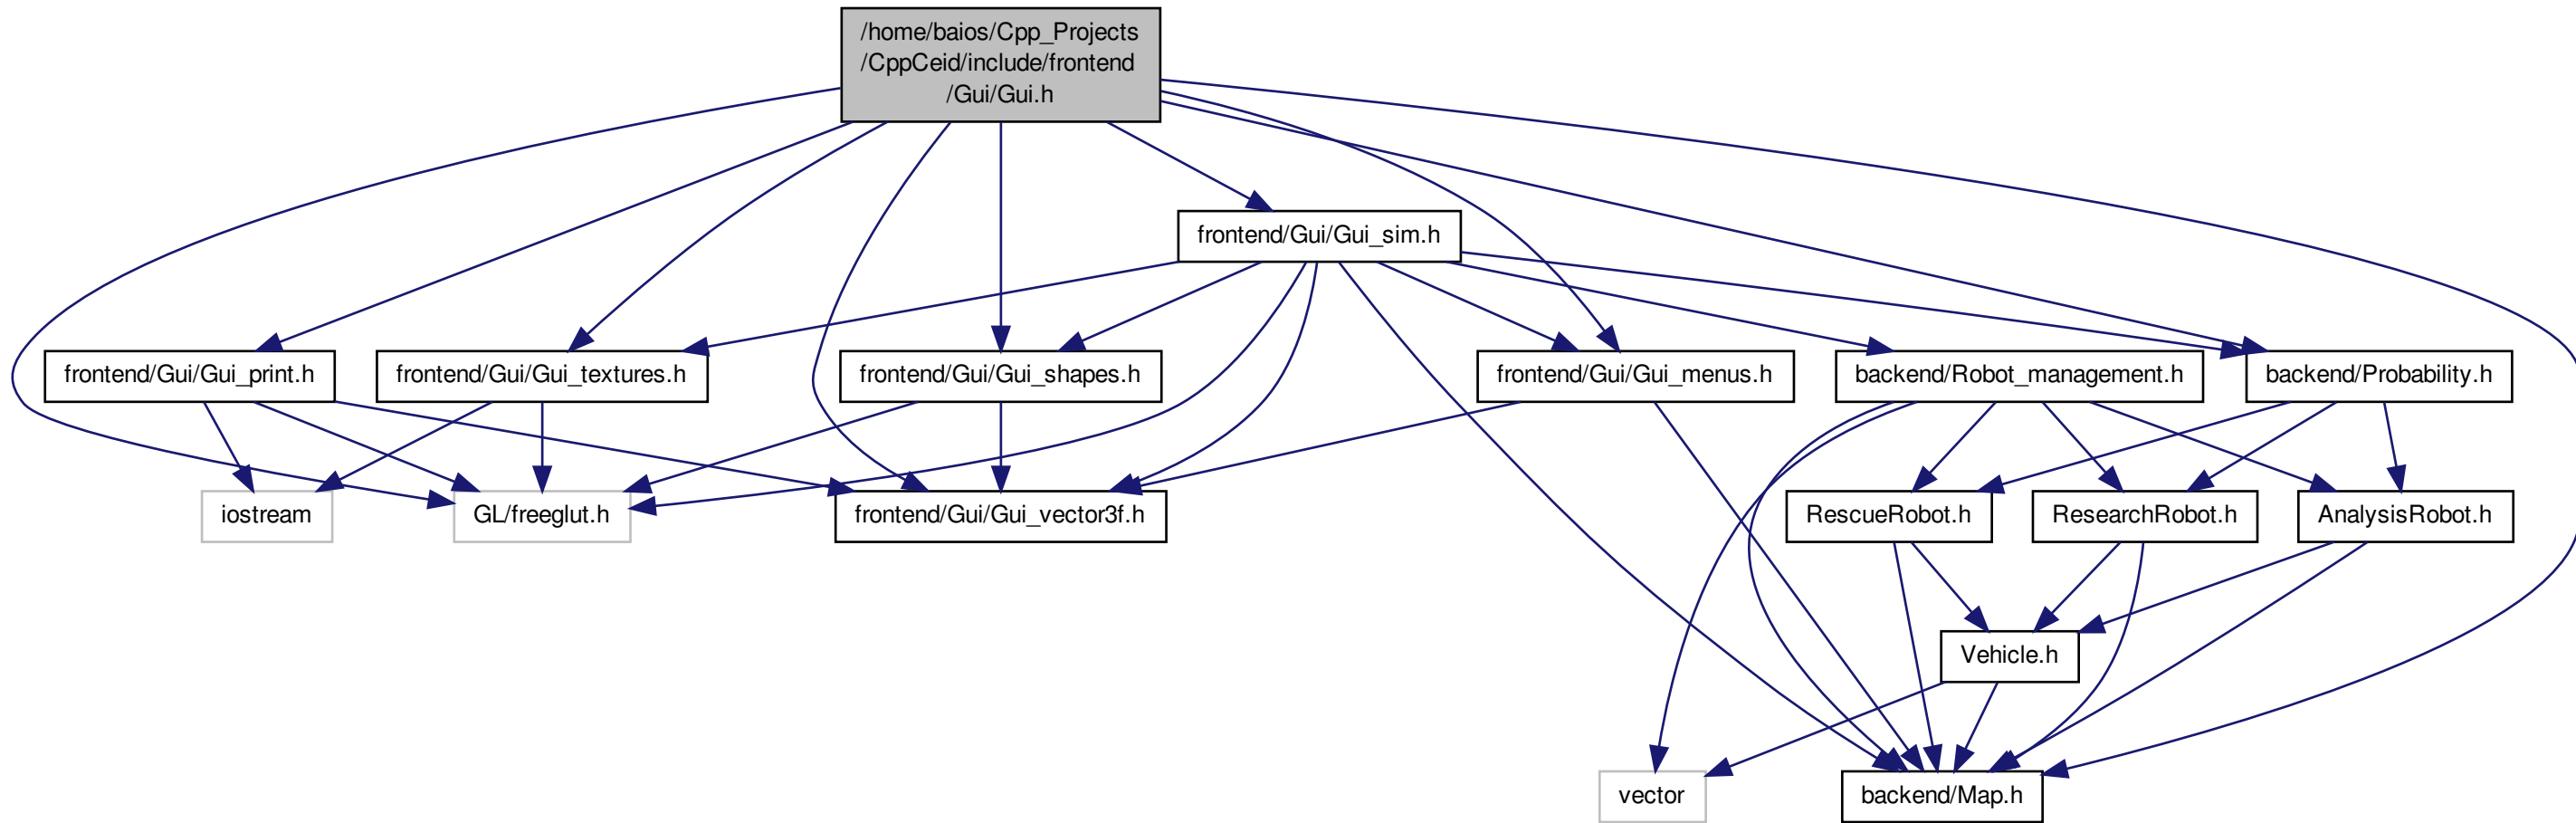 /home/baios/Cpp_Projects
/CppCeid/include/frontend
/Gui/Gui.h
frontend/Gui/Gui_sim.h
frontend/Gui/Gui_print.h
frontend/Gui/Gui_textures.h
frontend/Gui/Gui_shapes.h
frontend/Gui/Gui_menus.h
backend/Robot_management.h
backend/Probability.h
iostream
GL/freeglut.h
frontend/Gui/Gui_vector3f.h
RescueRobot.h
ResearchRobot.h
AnalysisRobot.h
Vehicle.h
vector
backend/Map.h